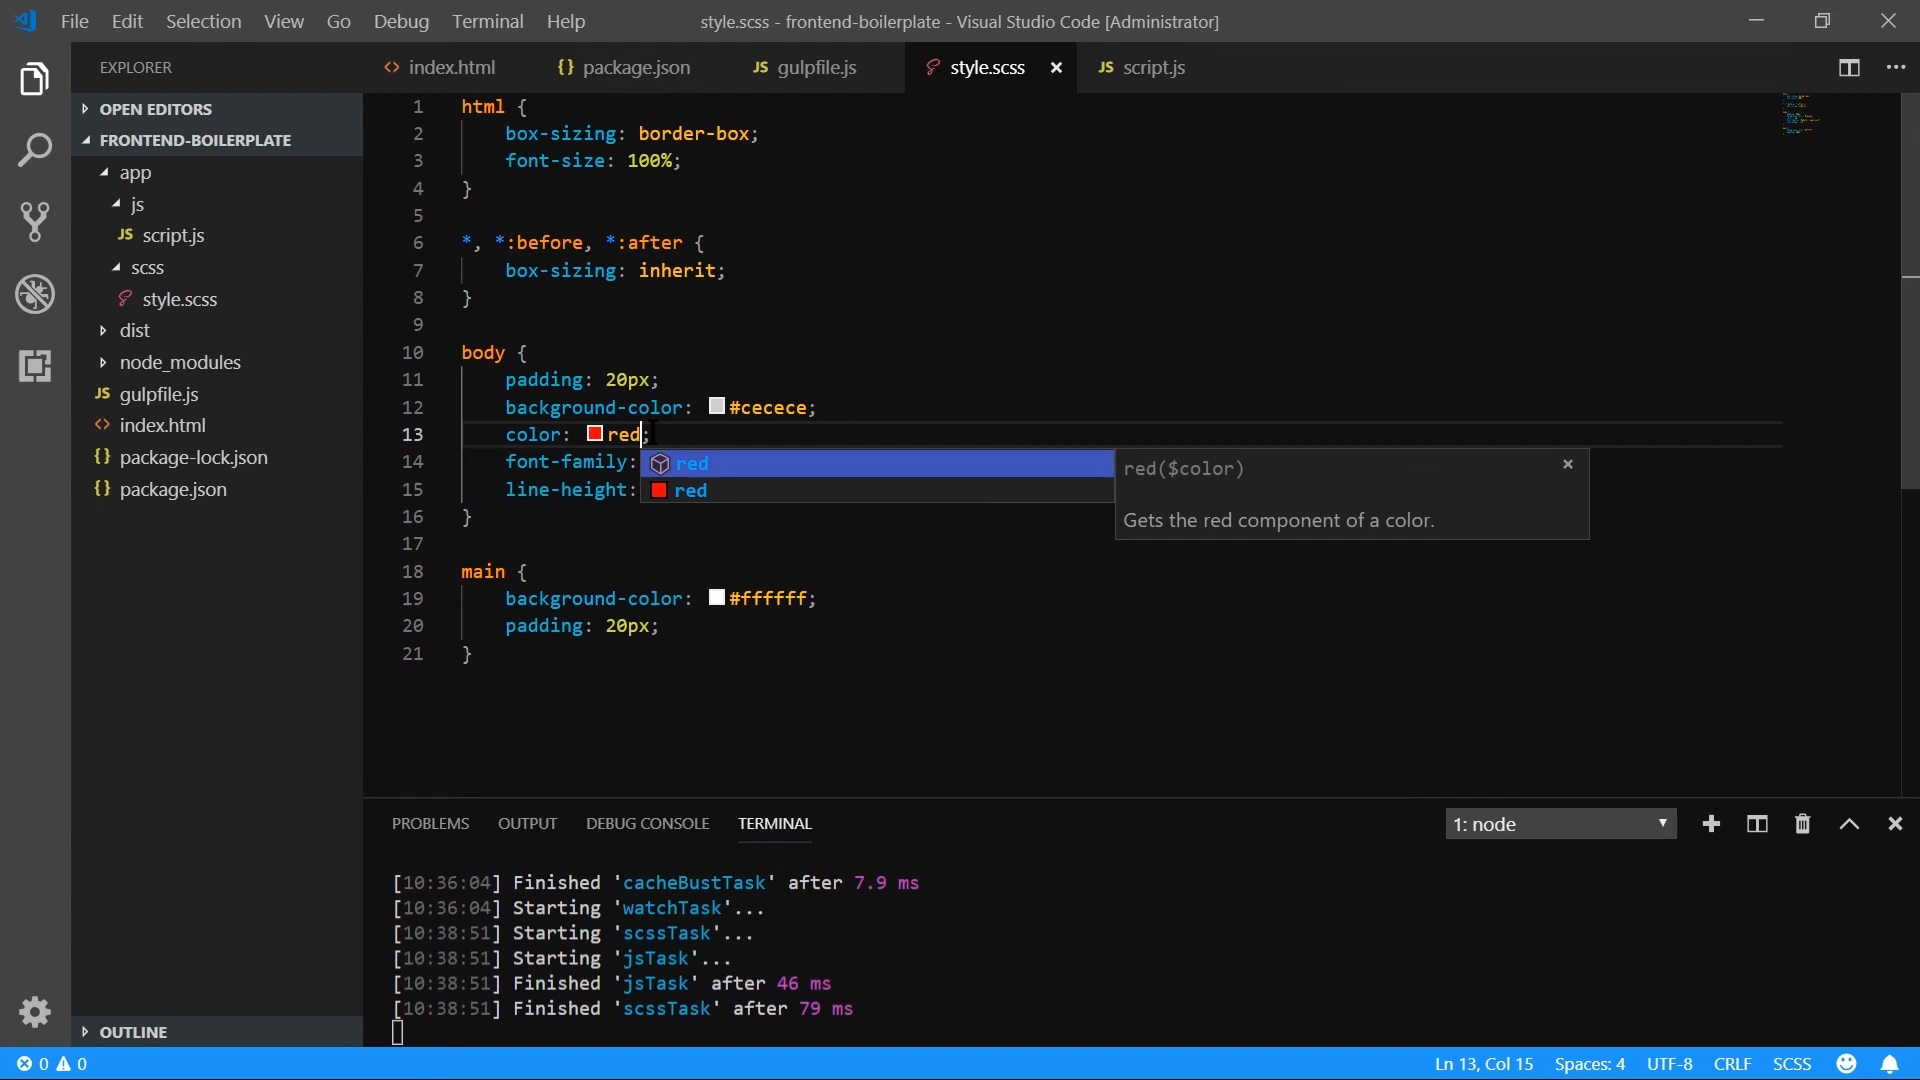 File Edit Selection View Go Debug Terminal Help
style.scss - frontend-boilerplate - Visual Studio Code [Administrator]
EXPLORER
OPEN EDITORS
FRONTEND-BOILERPLATE
app
js
JS script.js
scss
style.scss
dist
node_modules
JS gulpfile.js
<> index.html
{} package-lock.json
{} package.json
OUTLINE
<> index.html {} package.json JS gulpfile.js style.scss × JS script.js
1 html {
2 box-sizing: border-box;
3 font-size: 100%;
4 }
5
6 *, *:before, *:after {
7 box-sizing: inherit;
8 }
9
10 body {
11 padding: 20px;
12 background-color: #cecece;
13 color: red;
14 font-family:
15 line-height:
16 }
17
18 main {
19 background-color: #ffffff;
20 padding: 20px;
21 }
red
red
red($color)
Gets the red component of a color.
PROBLEMS OUTPUT DEBUG CONSOLE TERMINAL
1: node
[10:36:04] Finished 'cacheBustTask' after 7.9 ms
[10:36:04] Starting 'watchTask'...
[10:38:51] Starting 'scssTask'...
[10:38:51] Starting 'jsTask'...
[10:38:51] Finished 'jsTask' after 46 ms
[10:38:51] Finished 'scssTask' after 79 ms
0 0
Ln 13, Col 15 Spaces: 4 UTF-8 CRLF SCSS